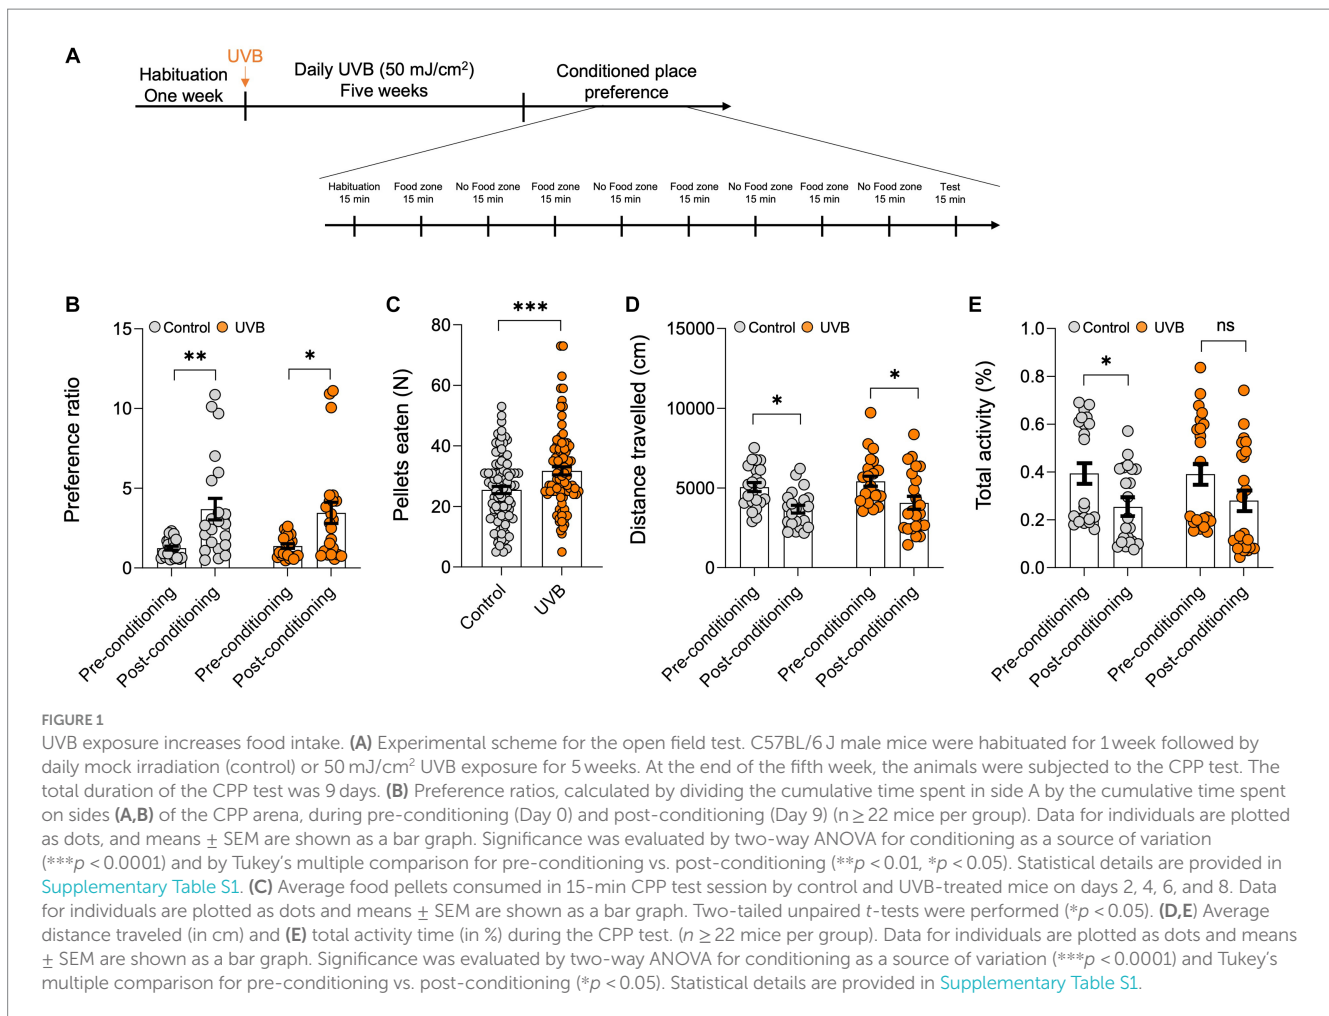 A
UVB
Habituation
One week
Daily UVB (50 mJ/cm²)
Five weeks
Conditioned place
preference
Habituation
15 min
Food zone
15 min
No Food zone
15 min
Food zone
15 min
No Food zone
15 min
Food zone
15 min
No Food zone
15 min
Food zone
15 min
No Food zone
15 min
Test
15 min
B
Control UVB
Preference ratio
15
10
5
0
**
*
Pre-conditioning
Post-conditioning
Pre-conditioning
Post-conditioning
C
Pellets eaten (N)
80
60
40
20
0
***
Control
UVB
D
Control UVB
Distance travelled (cm)
15000
10000
5000
0
*
*
Pre-conditioning
Post-conditioning
Pre-conditioning
Post-conditioning
E
Control UVB
Total activity (%)
1.0
0.8
0.6
0.4
0.2
0.0
*
ns
Pre-conditioning
Post-conditioning
Pre-conditioning
Post-conditioning
FIGURE 1
UVB exposure increases food intake. (A) Experimental scheme for the open field test. C57BL/6 J male mice were habituated for 1 week followed by
daily mock irradiation (control) or 50 mJ/cm² UVB exposure for 5 weeks. At the end of the fifth week, the animals were subjected to the CPP test. The
total duration of the CPP test was 9 days. (B) Preference ratios, calculated by dividing the cumulative time spent in side A by the cumulative time spent
on sides (A,B) of the CPP arena, during pre-conditioning (Day 0) and post-conditioning (Day 9) (n ≥ 22 mice per group). Data for individuals are plotted
as dots, and means ± SEM are shown as a bar graph. Significance was evaluated by two-way ANOVA for conditioning as a source of variation
(***p < 0.0001) and by Tukey's multiple comparison for pre-conditioning vs. post-conditioning (**p < 0.01, *p < 0.05). Statistical details are provided in
Supplementary Table S1. (C) Average food pellets consumed in 15-min CPP test session by control and UVB-treated mice on days 2, 4, 6, and 8. Data
for individuals are plotted as dots and means ± SEM are shown as a bar graph. Two-tailed unpaired t-tests were performed (*p < 0.05). (D,E) Average
distance traveled (in cm) and (E) total activity time (in %) during the CPP test. (n ≥ 22 mice per group). Data for individuals are plotted as dots and means
± SEM are shown as a bar graph. Significance was evaluated by two-way ANOVA for conditioning as a source of variation (***p < 0.0001) and Tukey's
multiple comparison for pre-conditioning vs. post-conditioning (*p < 0.05). Statistical details are provided in Supplementary Table S1.